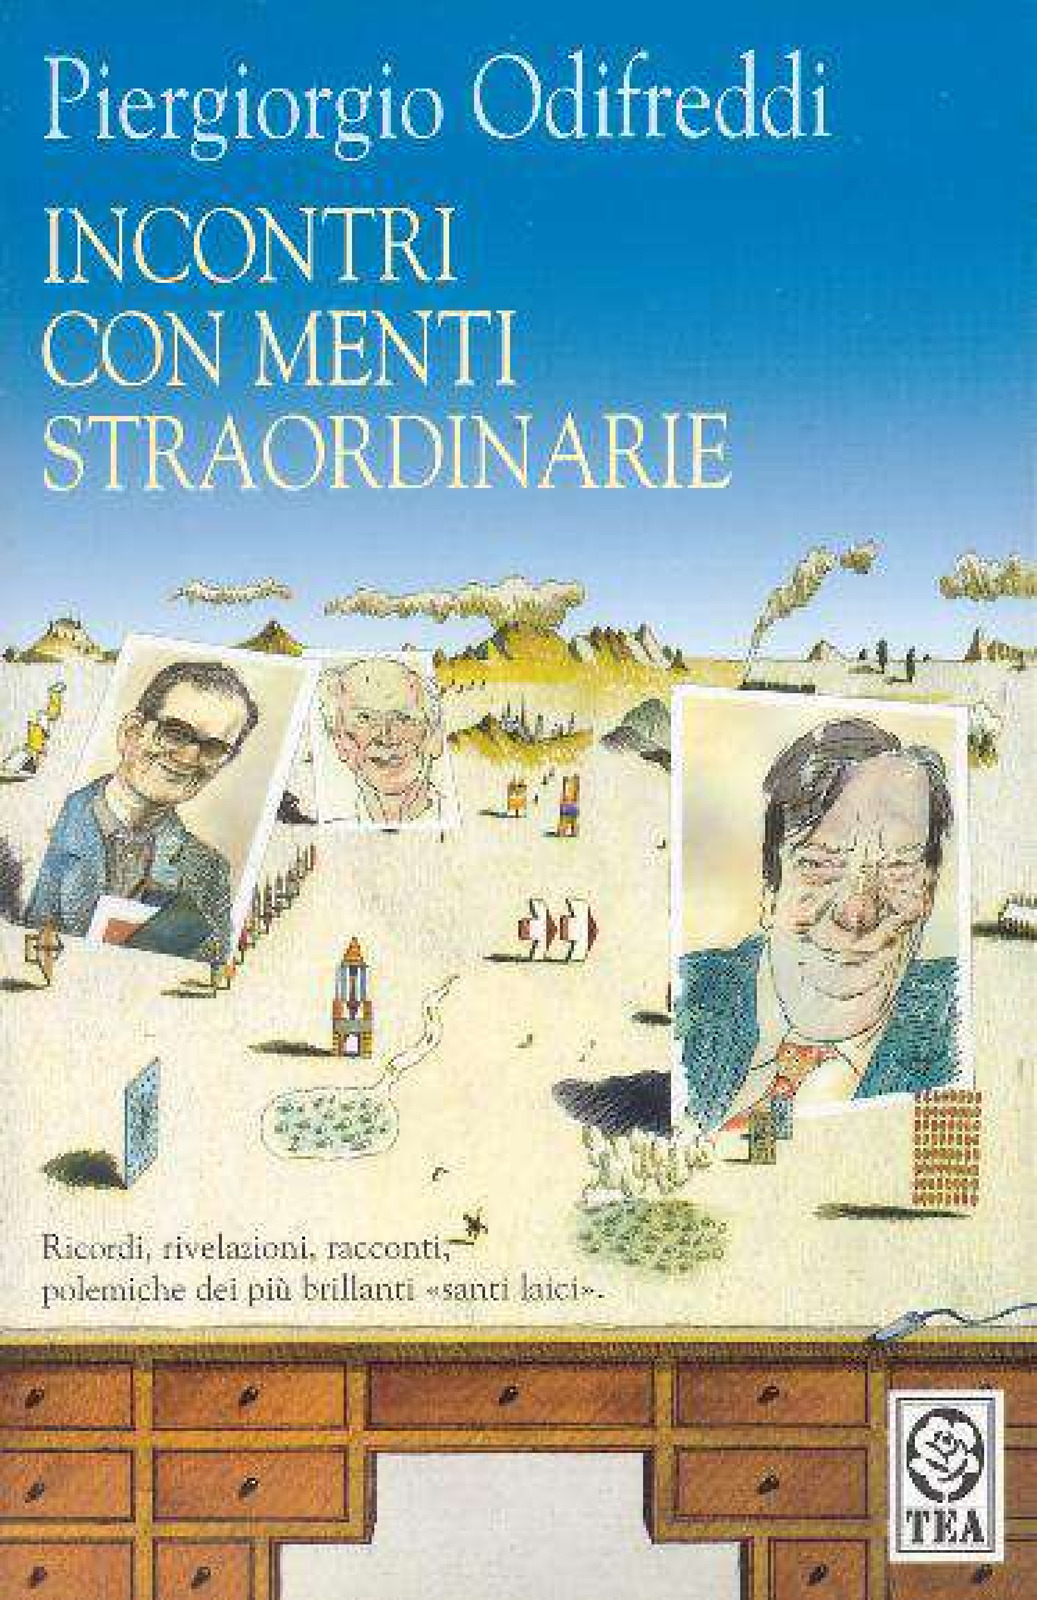 Piergiorgio Odifreddi
INCONTRI
CON MENTI
STRAORDINARIE
Ricordi, rivelazioni, racconti,
polemiche dei più brillanti «santi laici».
TEA